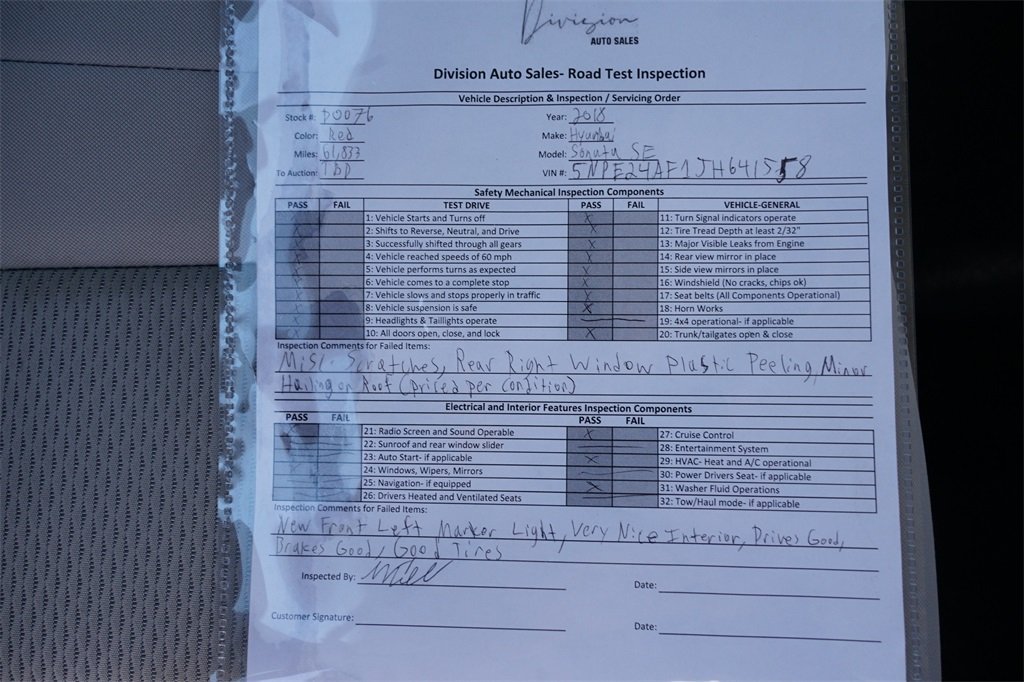 Division
AUTO SALES
Division Auto Sales- Road Test Inspection
Vehicle Description & Inspection / Servicing Order
Stock #: P0076 Year: 2018
Color: Red Make: Hyundai
Miles: 61,833 Model: Sonata SE
To Auction: TBD VIN #: 5NPE24AF1JH641558
Safety Mechanical Inspection Components
PASS FAIL TEST DRIVE PASS FAIL VEHICLE-GENERAL
1: Vehicle Starts and Turns off X 11: Turn Signal indicators operate
2: Shifts to Reverse, Neutral, and Drive X 12: Tire Tread Depth at least 2/32"
3: Successfully shifted through all gears X 13: Major Visible Leaks from Engine
4: Vehicle reached speeds of 60 mph X 14: Rear view mirror in place
5: Vehicle performs turns as expected X 15: Side view mirrors in place
6: Vehicle comes to a complete stop X 16: Windshield (No cracks, chips ok)
7: Vehicle slows and stops properly in traffic X 17: Seat belts (All Components Operational)
8: Vehicle suspension is safe X 18: Horn Works
9: Headlights & Taillights operate 19: 4x4 operational- if applicable
10: All doors open, close, and lock X 20: Trunk/tailgates open & close
Inspection Comments for Failed Items:
Misc. Scratches, Rear Right Window Plastic Peeling, Minor
Hailing on Roof (priced per condition)
Electrical and Interior Features Inspection Components
PASS FAIL PASS FAIL
21: Radio Screen and Sound Operable X 27: Cruise Control
22: Sunroof and rear window slider 28: Entertainment System
23: Auto Start- if applicable X 29: HVAC- Heat and A/C operational
24: Windows, Wipers, Mirrors 30: Power Drivers Seat- if applicable
25: Navigation- if equipped X 31: Washer Fluid Operations
26: Drivers Heated and Ventilated Seats 32: Tow/Haul mode- if applicable
Inspection Comments for Failed Items:
New Front Left Marker Light, Very Nice Interior, Drives Good,
Brakes Good, Good Tires
Inspected By: Date:
Customer Signature: Date: